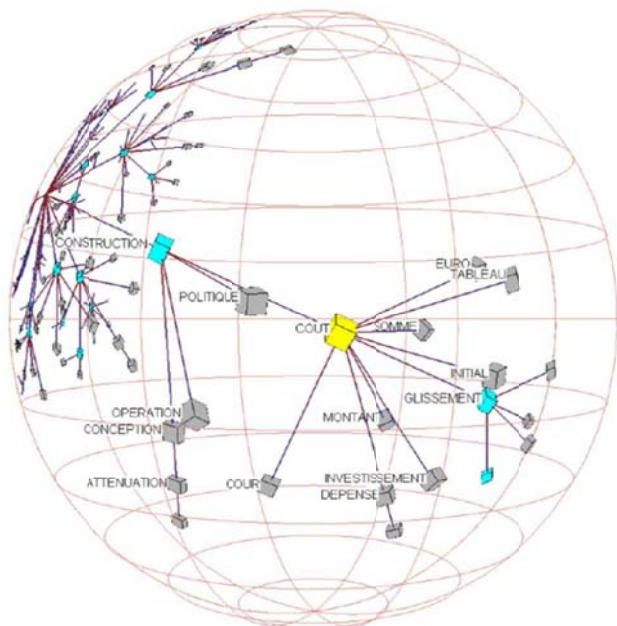 CONSTRUCTION
EURO
TABLEAU
POLITIQUE
COUT
SOMME
INITIAL
GLISSEMENT
OPERATION
MONTANT
CONCEPTION
ATTENUATION
COUR
INVESTISSEMENT
DEPENSE